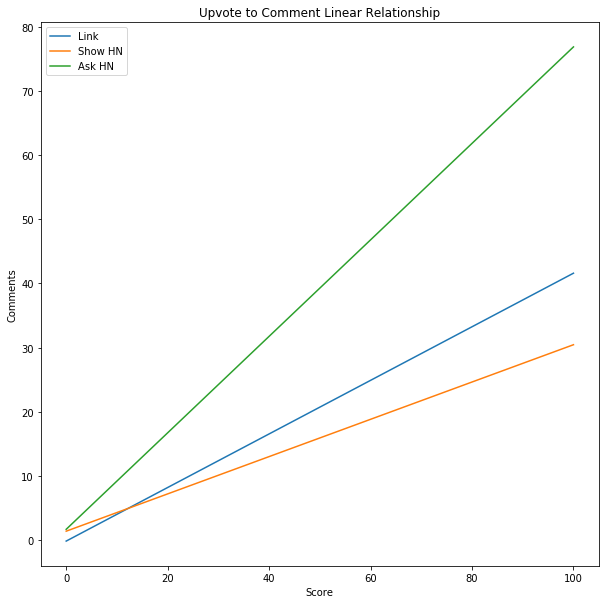 Upvote to Comment Linear Relationship
Link
Show HN
Ask HN
80
70
60
50
40
30
20
10
0
Comments
0 20 40 60 80 100
Score